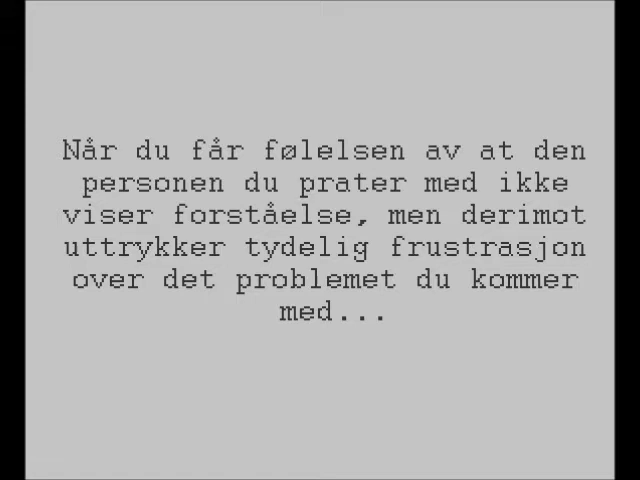 Når du får følelsen av at den
personen du prater med ikke
viser forståelse, men derimot
uttrykker tydelig frustrasjon
over det problemet du kommer
med...